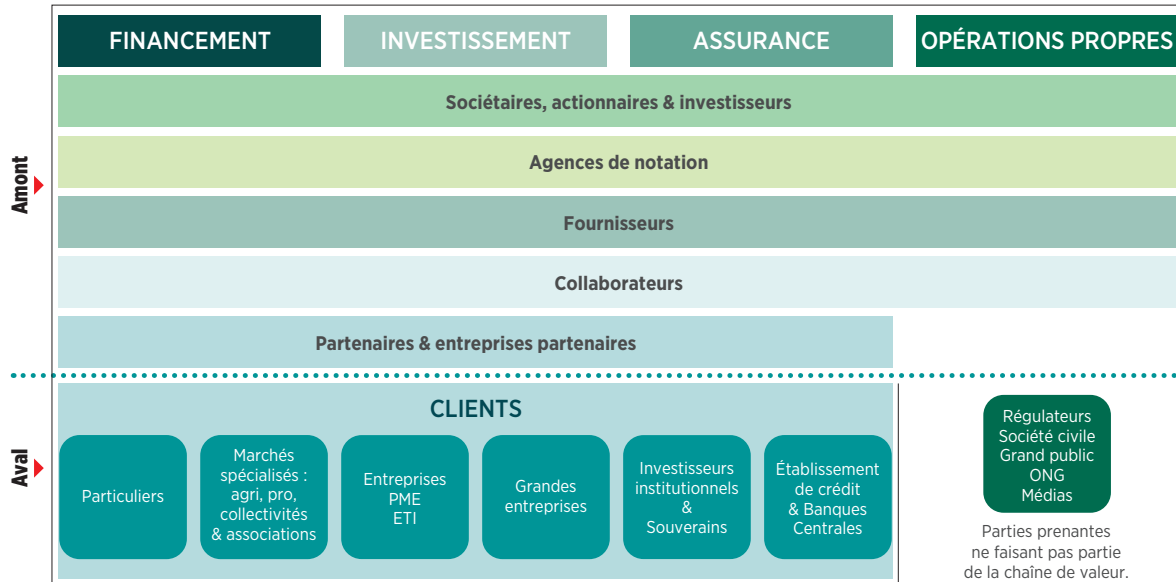 FINANCEMENT
INVESTISSEMENT
ASSURANCE
OPÉRATIONS PROPRES
Amont
Sociétaires, actionnaires & investisseurs
Agences de notation
Fournisseurs
Collaborateurs
Partenaires & entreprises partenaires
Aval
CLIENTS
Particuliers
Marchés
spécialisés :
agri, pro,
collectivités
& associations
Entreprises
PME
ETI
Grandes
entreprises
Investisseurs
institutionnels
&
Souverains
Établissement
de crédit
& Banques
Centrales
Régulateurs
Société civile
Grand public
ONG
Médias
Parties prenantes
ne faisant pas partie
de la chaîne de valeur.